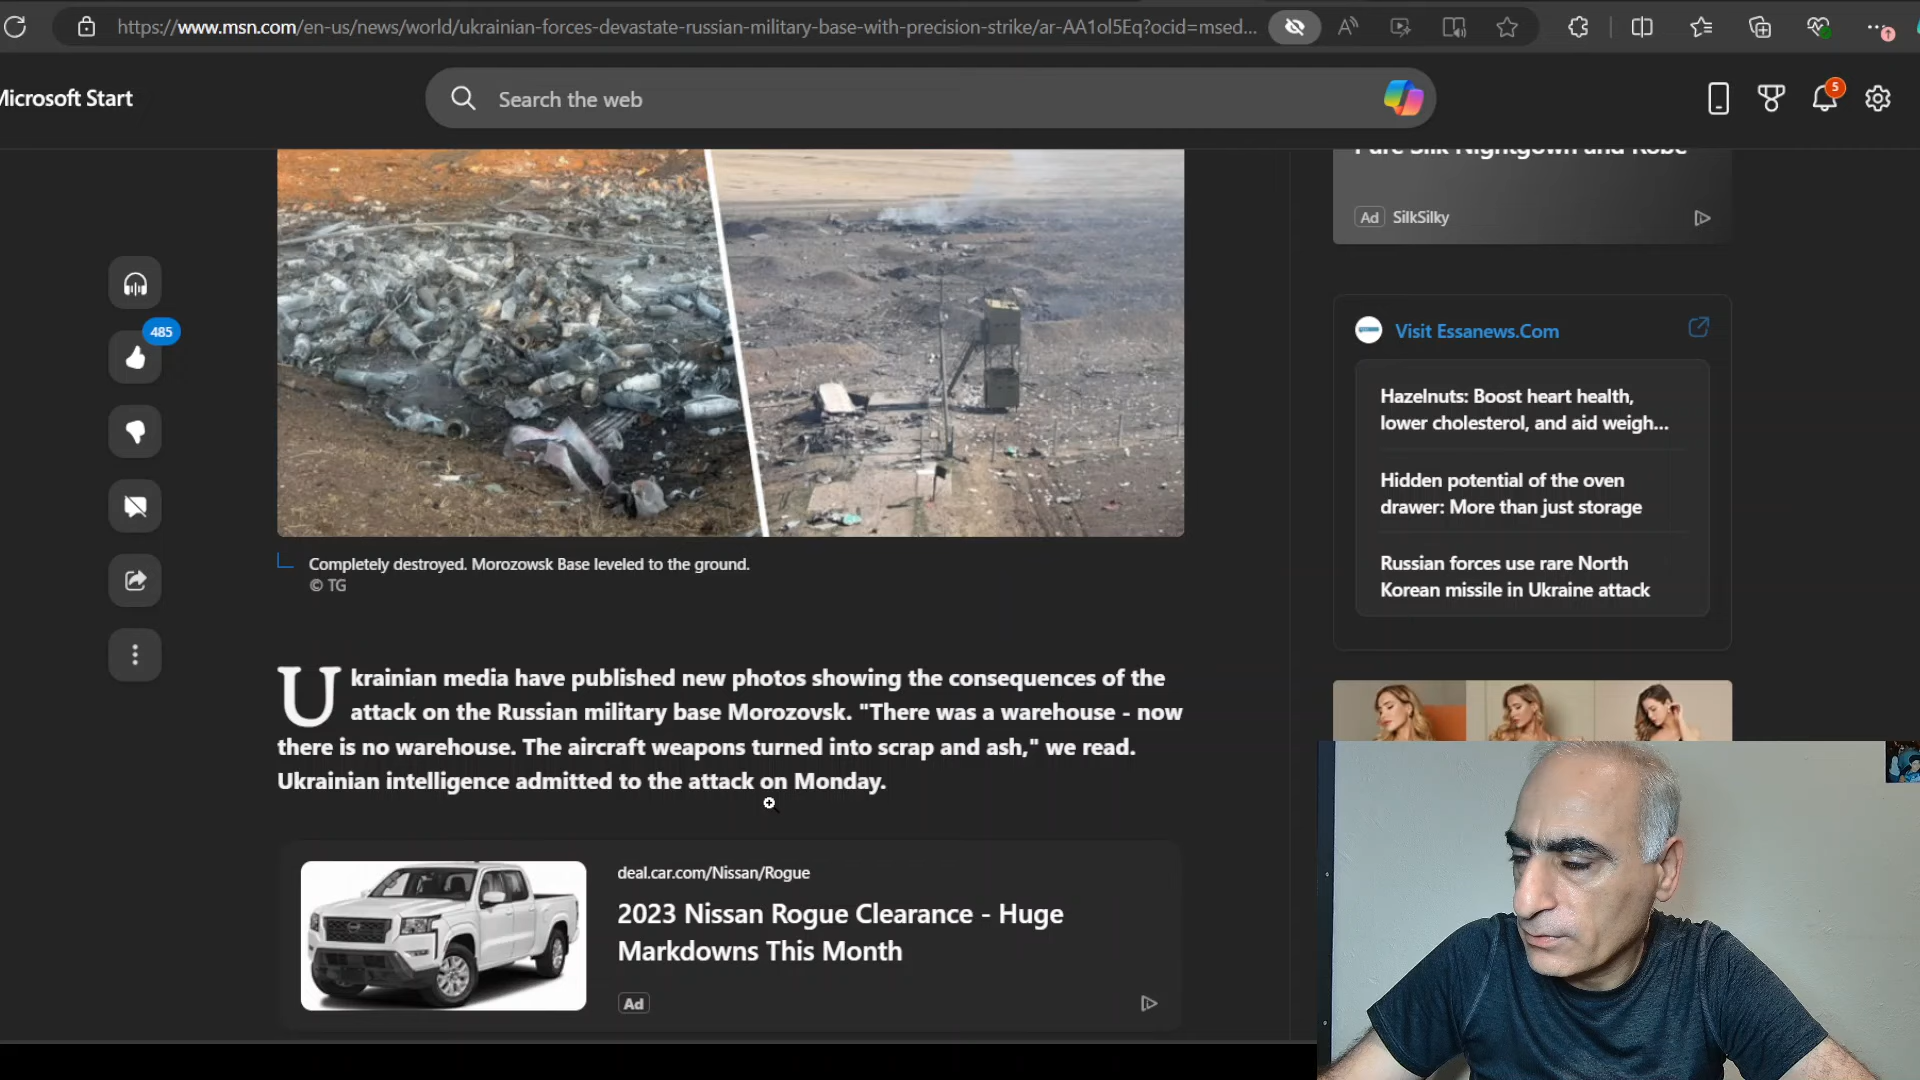 https://www.msn.com/en-us/news/world/ukrainian-forces-devastate-russian-military-base-with-precision-strike/ar-AA1ol5Eq?ocid=msed...
Microsoft Start
Search the web
5
Pure Silk Nightgown and Robe
Ad SilkSilky
485
Visit Essanews.Com
Hazelnuts: Boost heart health,
lower cholesterol, and aid weigh...
Hidden potential of the oven
drawer: More than just storage
Russian forces use rare North
Korean missile in Ukraine attack
Completely destroyed. Morozowsk Base leveled to the ground.
© TG
Ukrainian media have published new photos showing the consequences of the
attack on the Russian military base Morozovsk. "There was a warehouse - now
there is no warehouse. The aircraft weapons turned into scrap and ash," we read.
Ukrainian intelligence admitted to the attack on Monday.
deal.car.com/Nissan/Rogue
2023 Nissan Rogue Clearance - Huge
Markdowns This Month
Ad